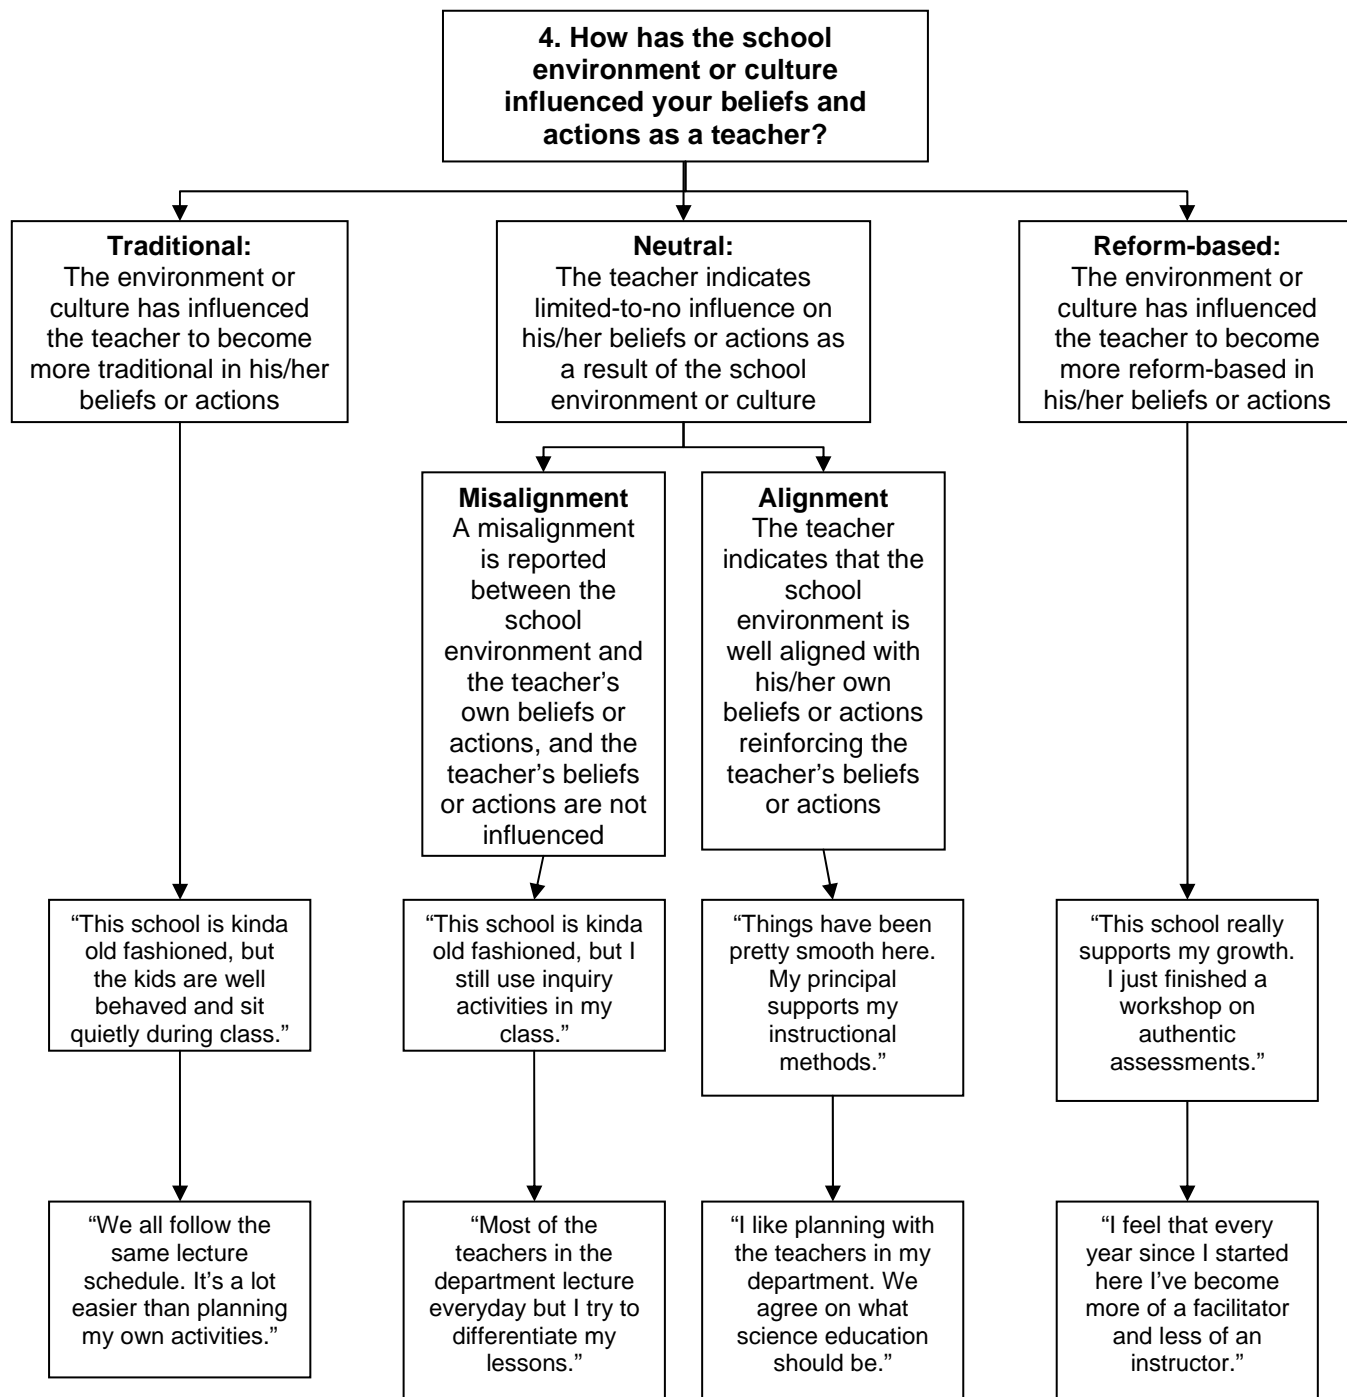 4. How has the school
environment or culture
influenced your beliefs and
actions as a teacher?
Traditional:
The environment or
culture has influenced
the teacher to become
more traditional in his/her
beliefs or actions
Neutral:
The teacher indicates
limited-to-no influence on
his/her beliefs or actions as
a result of the school
environment or culture
Reform-based:
The environment or
culture has influenced
the teacher to become
more reform-based in
his/her beliefs or actions
Misalignment
A misalignment
is reported
between the
school
environment and
the teacher’s
own beliefs or
actions, and the
teacher’s beliefs
or actions are not
influenced
Alignment
The teacher
indicates that the
school
environment is
well aligned with
his/her own
beliefs or actions
reinforcing the
teacher’s beliefs
or actions
“This school is kinda
old fashioned, but
the kids are well
behaved and sit
quietly during class.”
“This school is kinda
old fashioned, but I
still use inquiry
activities in my
class.”
“Things have been
pretty smooth here.
My principal
supports my
instructional
methods.”
“This school really
supports my growth.
I just finished a
workshop on
authentic
assessments.”
“We all follow the
same lecture
schedule. It’s a lot
easier than planning
my own activities.”
“Most of the
teachers in the
department lecture
everyday but I try to
differentiate my
lessons.”
“I like planning with
the teachers in my
department. We
agree on what
science education
should be.”
“I feel that every
year since I started
here I’ve become
more of a facilitator
and less of an
instructor.”